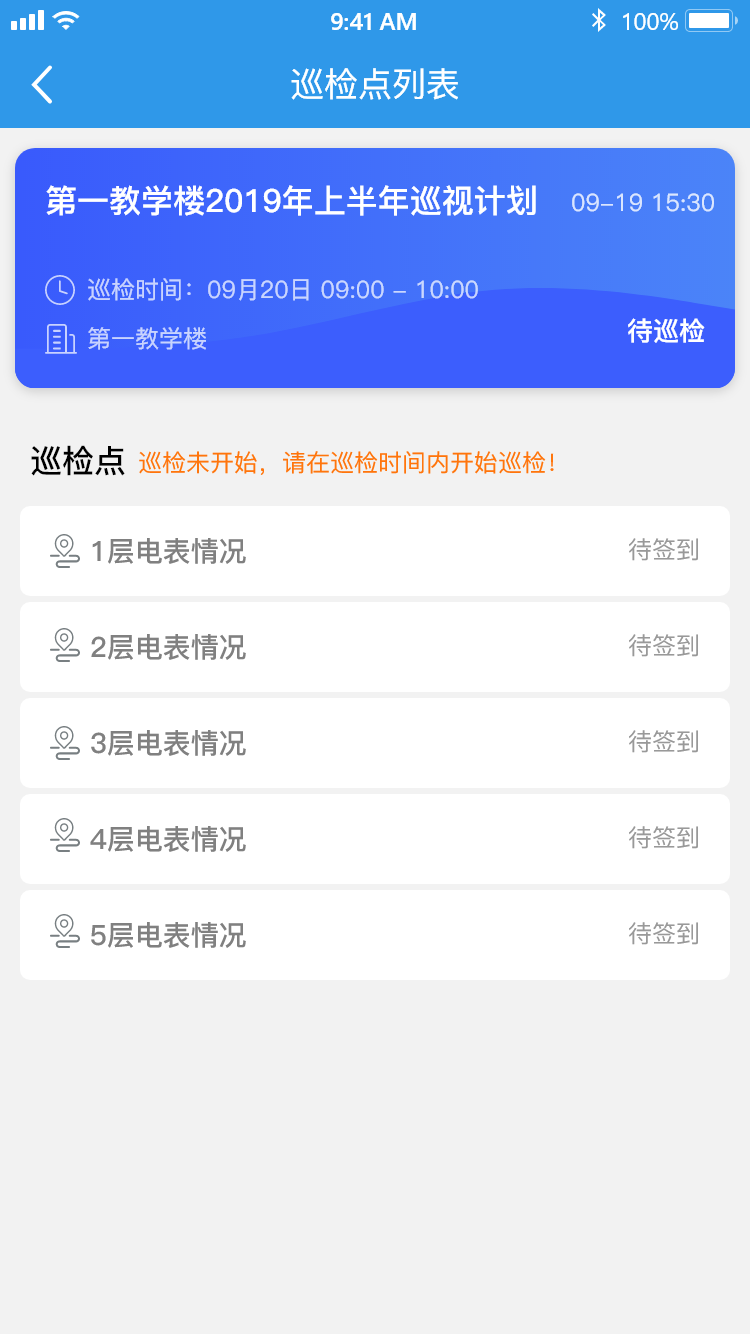 9:41 AM 100%
巡检点列表
第一教学楼2019年上半年巡视计划 09-19 15:30
巡检时间：09月20日 09:00 - 10:00
第一教学楼
待巡检
巡检点 巡检未开始，请在巡检时间内开始巡检！
1层电表情况 待签到
2层电表情况 待签到
3层电表情况 待签到
4层电表情况 待签到
5层电表情况 待签到